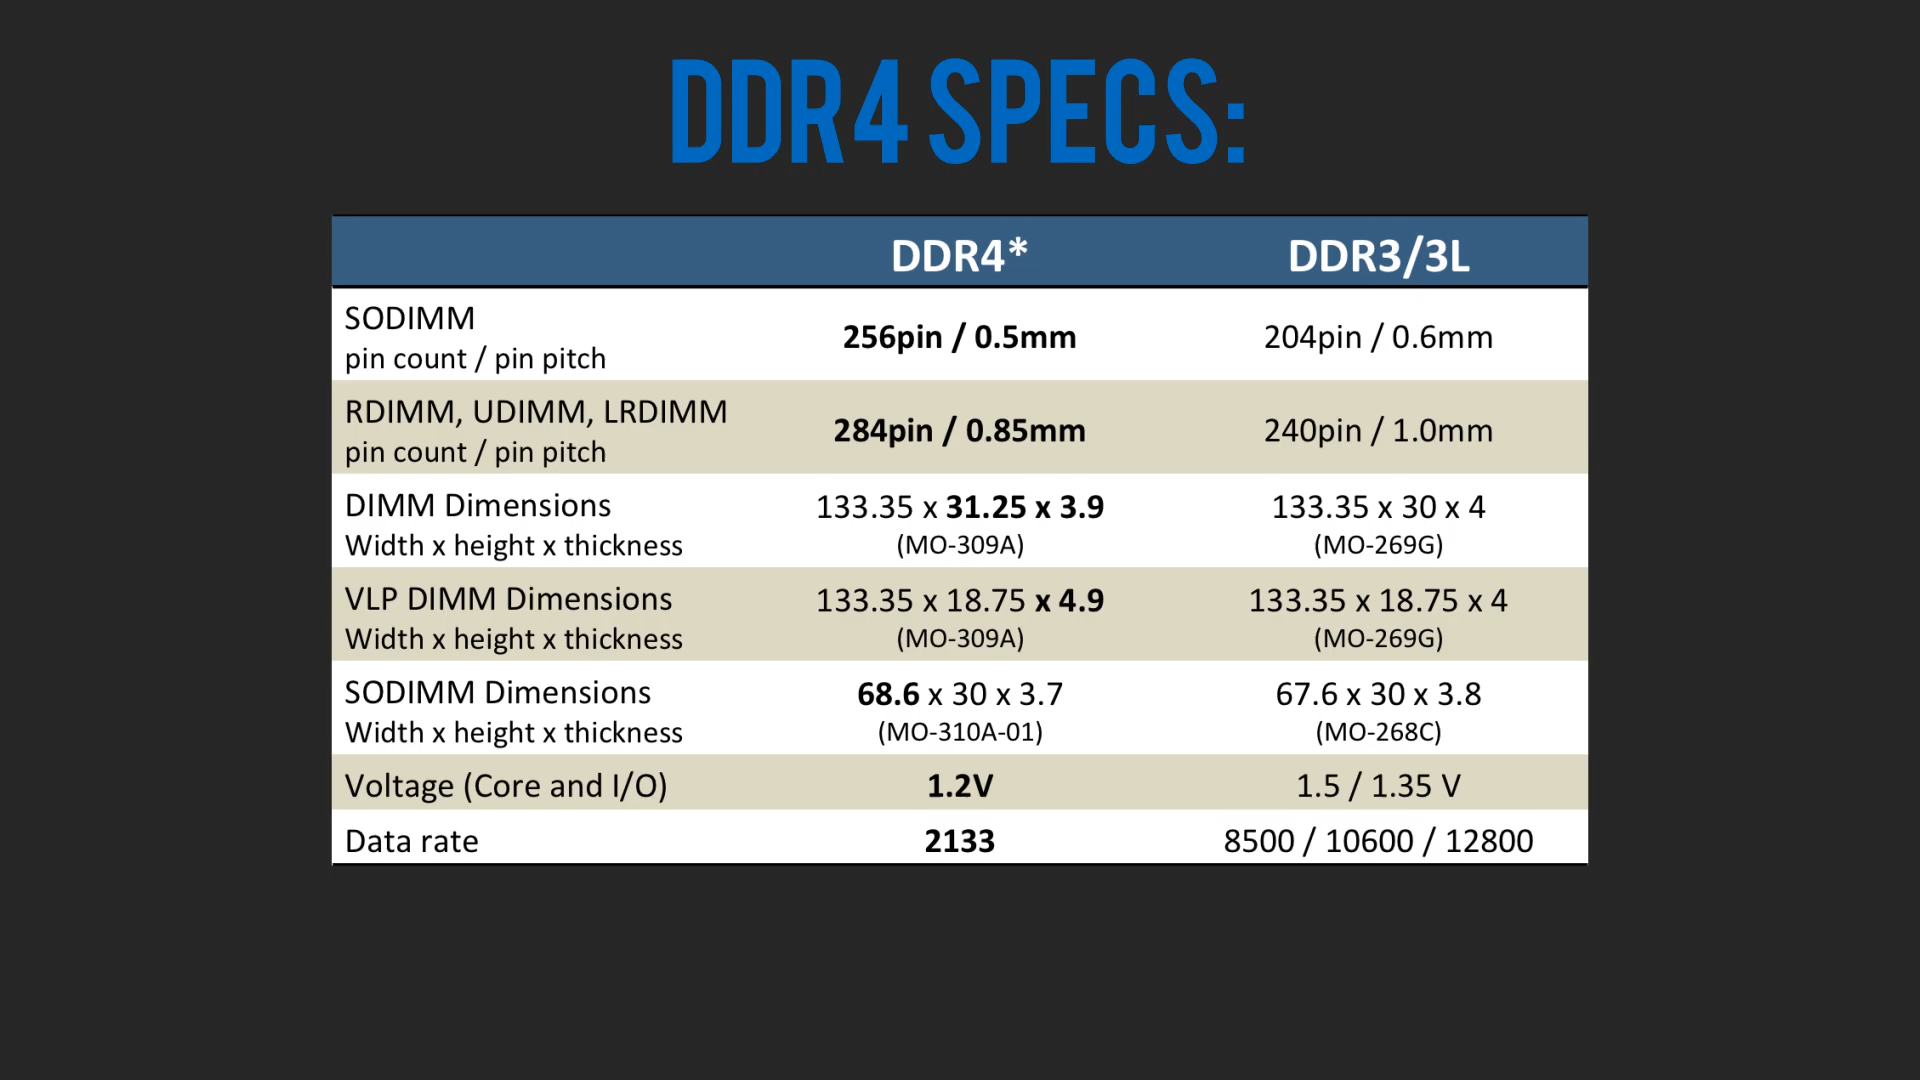 DDR4 SPECS:
DDR4* DDR3/3L
SODIMM
pin count / pin pitch
256pin / 0.5mm 204pin / 0.6mm
RDIMM, UDIMM, LRDIMM
pin count / pin pitch
284pin / 0.85mm 240pin / 1.0mm
DIMM Dimensions
Width x height x thickness
133.35 x 31.25 x 3.9 133.35 x 30 x 4
(MO-309A) (MO-269G)
VLP DIMM Dimensions
Width x height x thickness
133.35 x 18.75 x 4.9 133.35 x 18.75 x 4
(MO-309A) (MO-269G)
SODIMM Dimensions
Width x height x thickness
68.6 x 30 x 3.7 67.6 x 30 x 3.8
(MO-310A-01) (MO-268C)
Voltage (Core and I/O) 1.2V 1.5 / 1.35 V
Data rate 2133 8500 / 10600 / 12800